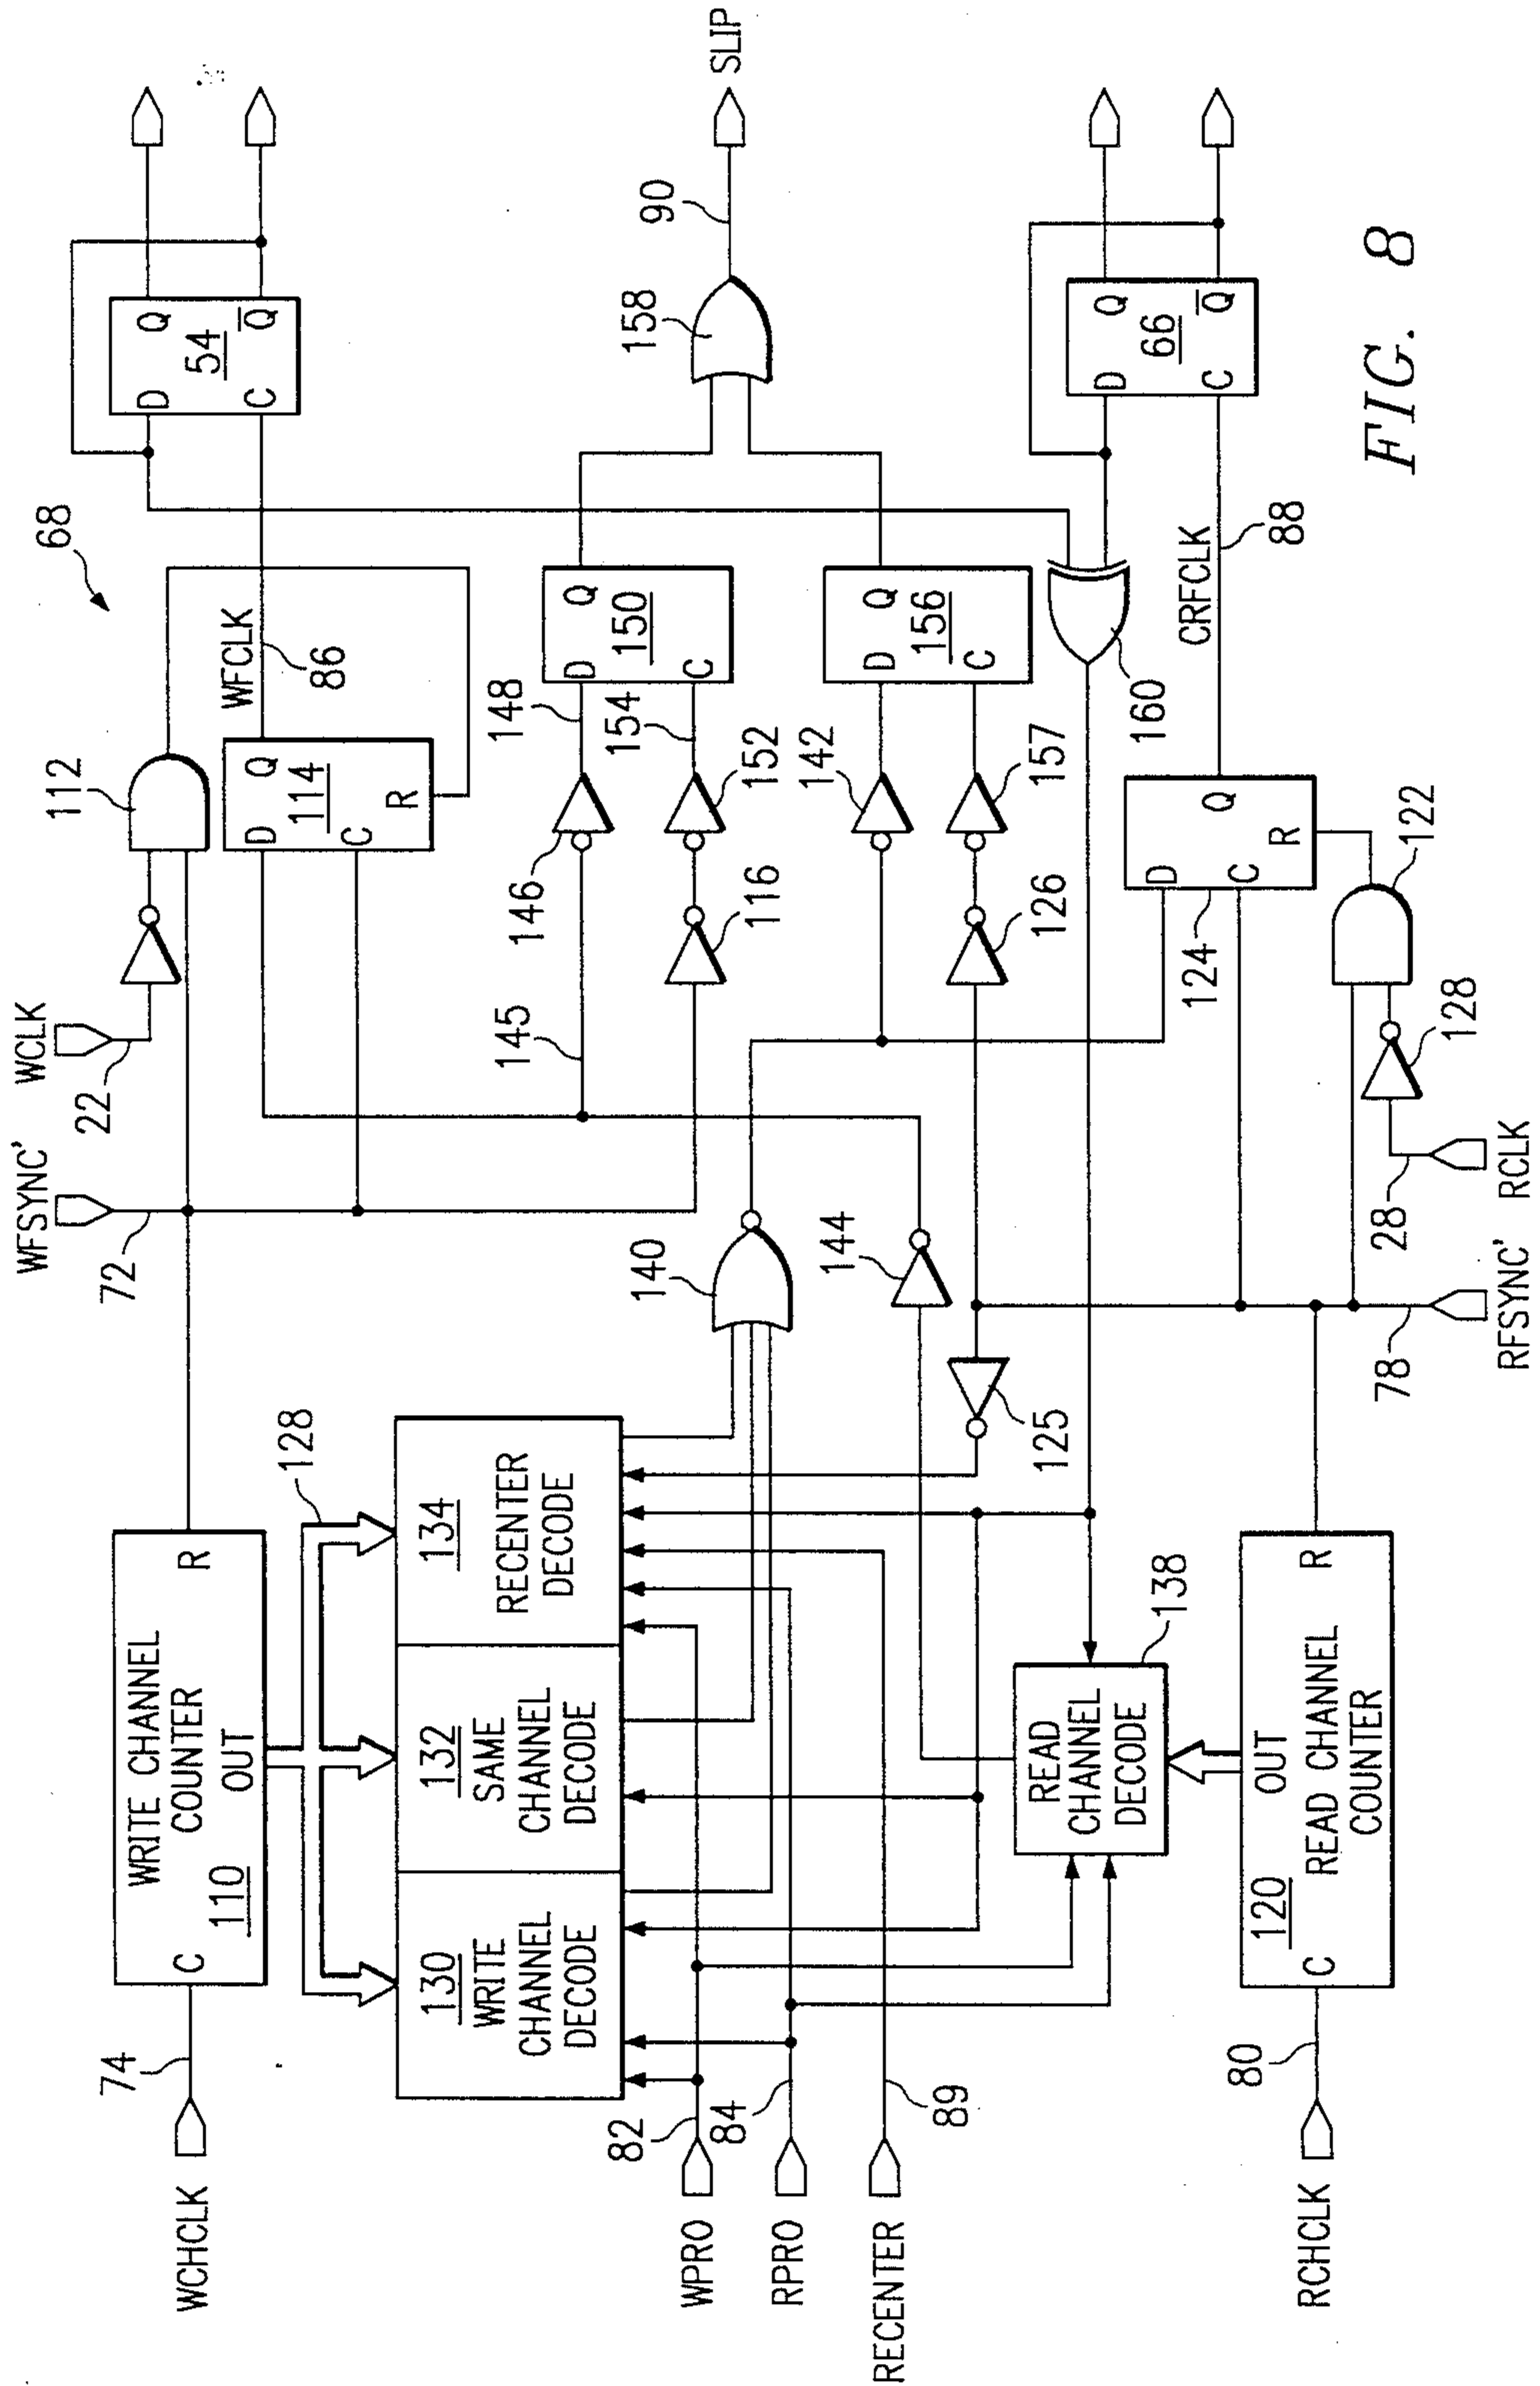 WFSYNC'
72
WCLK
22
112
68
WFCLK
86
D
Q
114
C
R
D
Q
54
C
Q
74
WCHCLK
C
110
WRITE CHANNEL
COUNTER
OUT
R
128
130
WRITE
CHANNEL
DECODE
132
SAME
CHANNEL
DECODE
134
RECENTER
DECODE
140
144
145
146
148
D
Q
150
C
154
152
116
142
126
157
D
Q
156
C
158
90
SLIP
160
WPRO
82
RPRO
84
RECENTER
89
125
READ
CHANNEL
DECODE
138
RCHCLK
80
C
120
OUT
READ CHANNEL
COUNTER
R
RFSYNC'
78
RCLK
28
128
122
124
D
Q
C
R
CRFCLK
88
D
Q
66
C
Q
FIG. 8